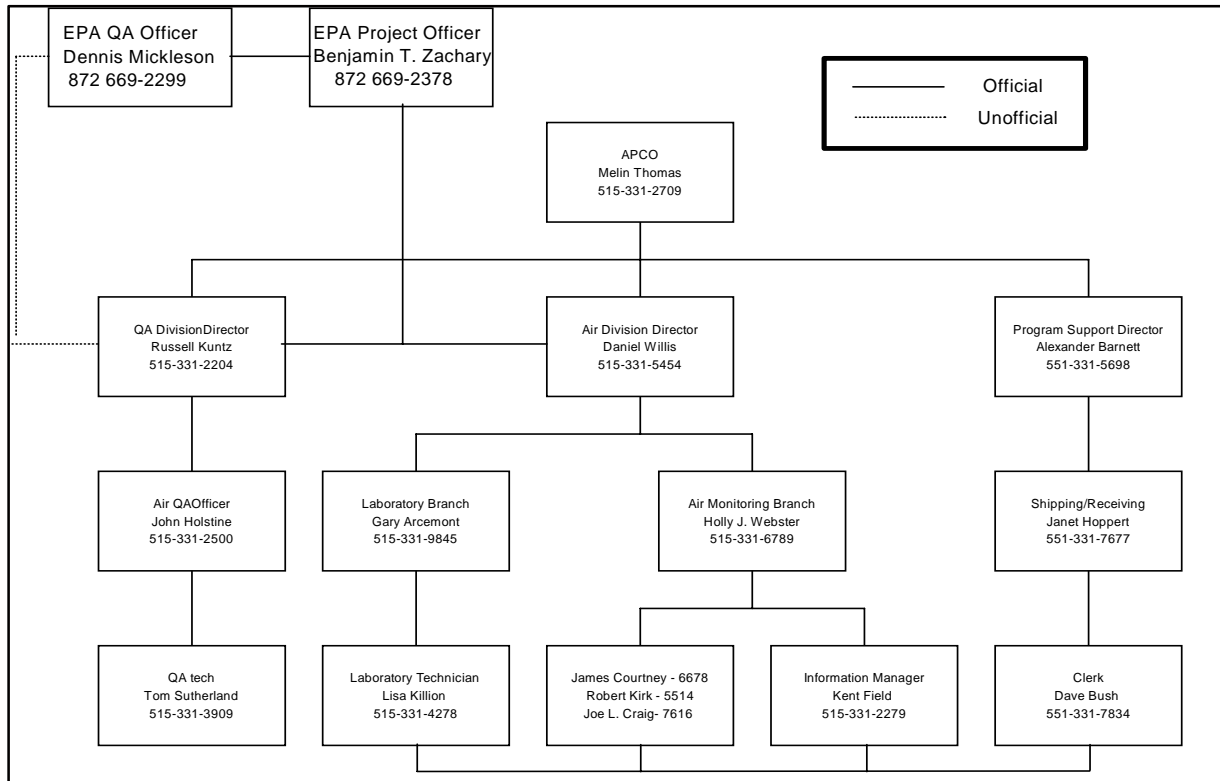 EPA QA Officer
Dennis Mickleson
872 669-2299
EPA Project Officer
Benjamin T. Zachary
872 669-2378
Official
Unofficial
APCO
Melin Thomas
515-331-2709
QA DivisionDirector
Russell Kuntz
515-331-2204
Air Division Director
Daniel Willis
515-331-5454
Program Support Director
Alexander Barnett
551-331-5698
Air QAOfficer
John Holstine
515-331-2500
Laboratory Branch
Gary Arcemont
515-331-9845
Air Monitoring Branch
Holly J. Webster
515-331-6789
Shipping/Receiving
Janet Hoppert
551-331-7677
QA tech
Tom Sutherland
515-331-3909
Laboratory Technician
Lisa Killion
515-331-4278
James Courtney - 6678
Robert Kirk - 5514
Joe L. Craig- 7616
Information Manager
Kent Field
515-331-2279
Clerk
Dave Bush
551-331-7834